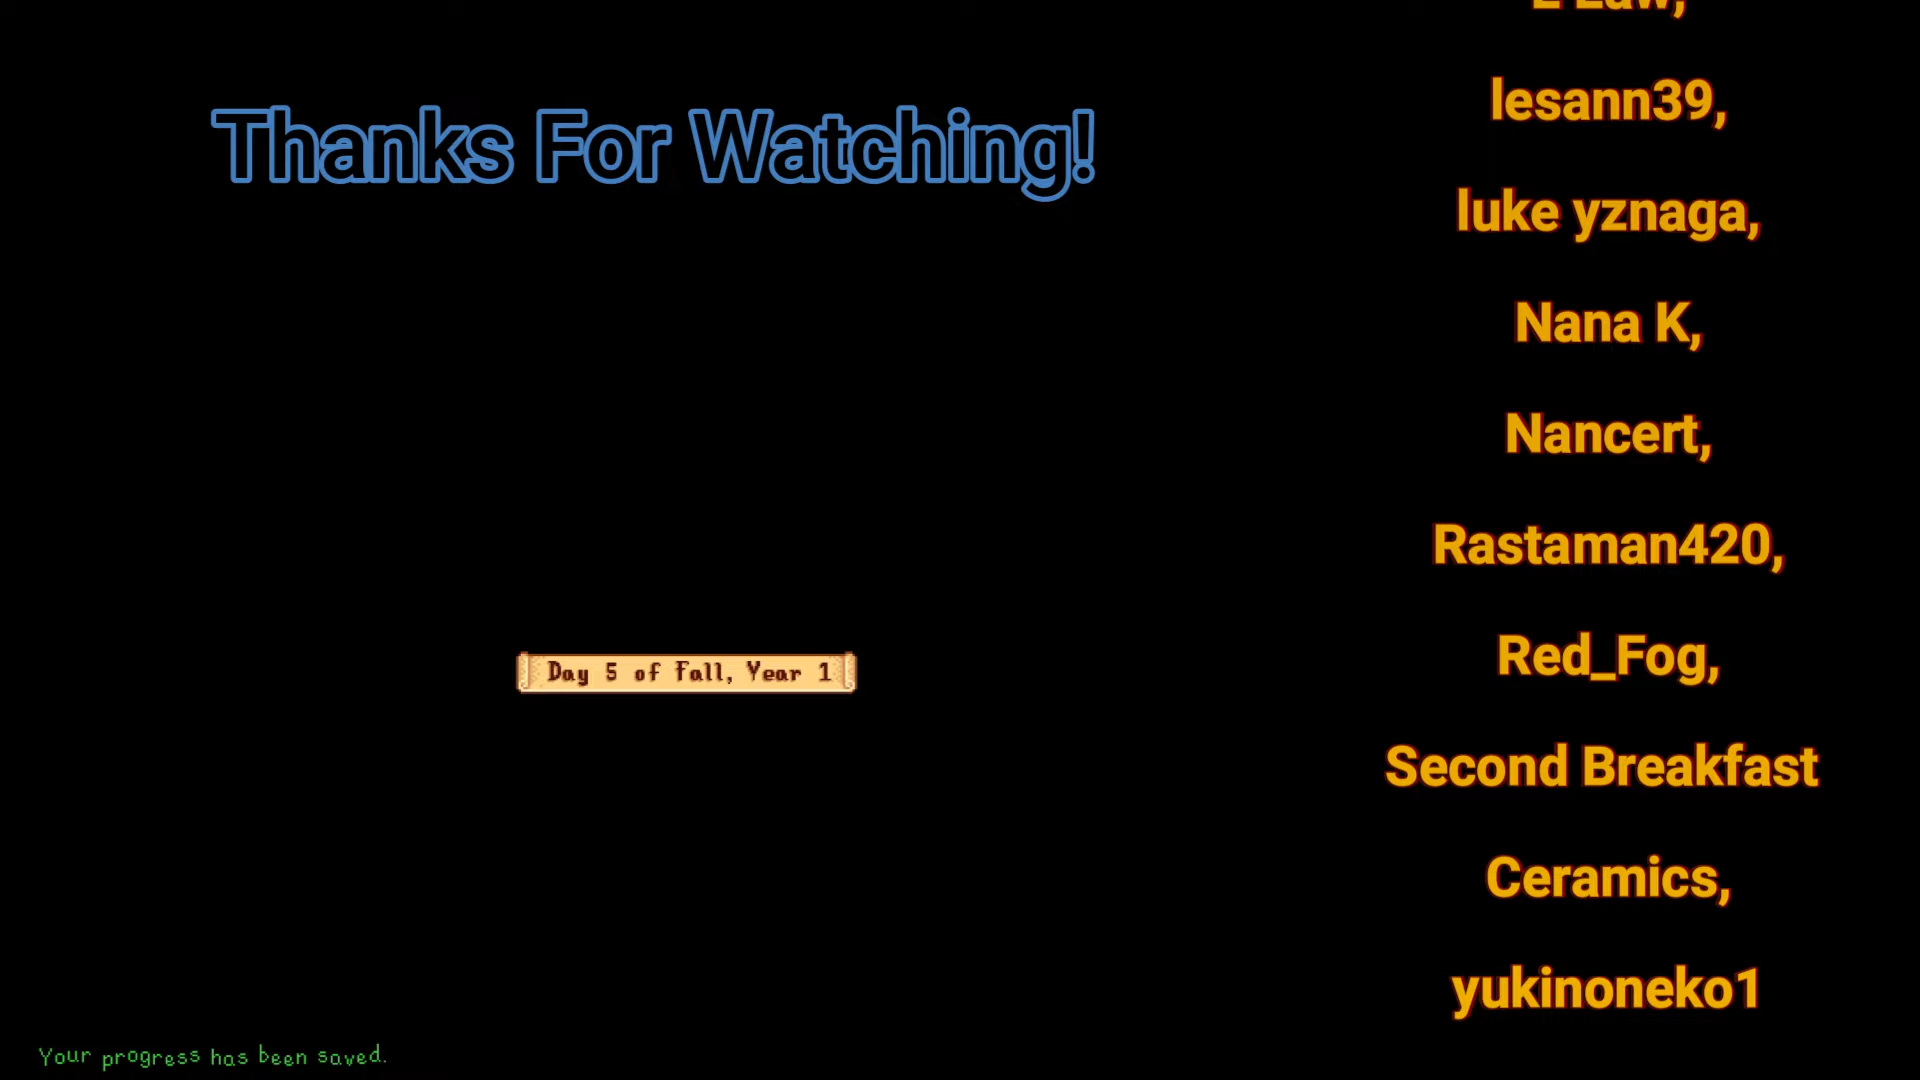 Thanks For Watching!
Day 5 of Fall, Year 1
Your progress has been saved.
L Law,
lesann39,
luke yznaga,
Nana K,
Nancert,
Rastaman420,
Red_Fog,
Second Breakfast
Ceramics,
yukinoneko1